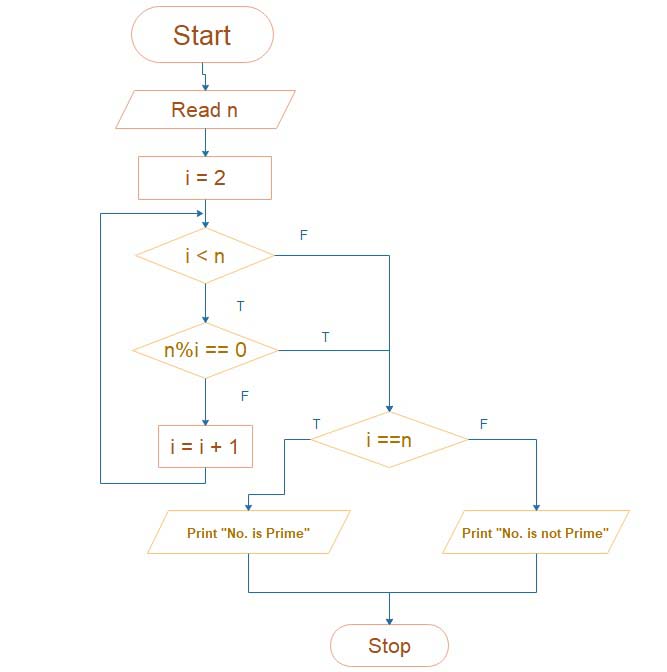 Start
Read n
i = 2
i < n
F
T
n%i == 0
T
F
i = i + 1
i ==n
T
F
Print "No. is Prime"
Print "No. is not Prime"
Stop